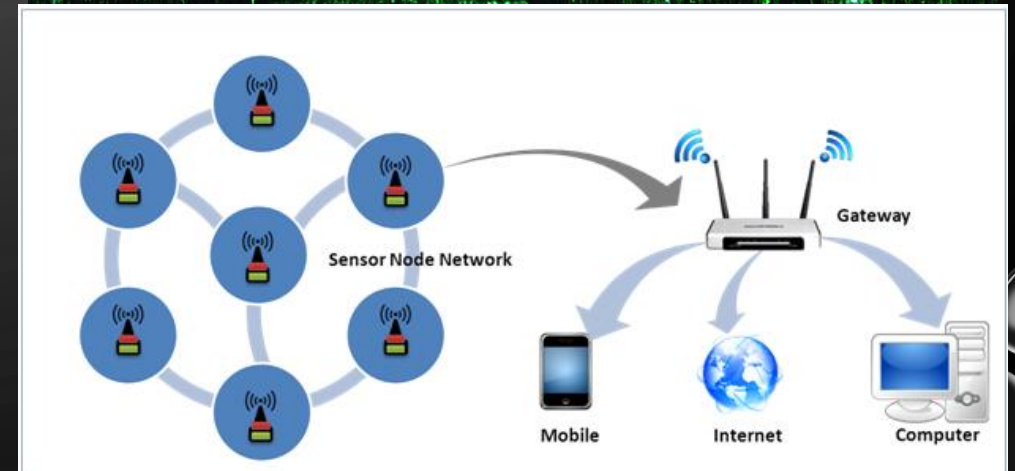 Gateway
Sensor Node Network
Mobile
Internet
Computer